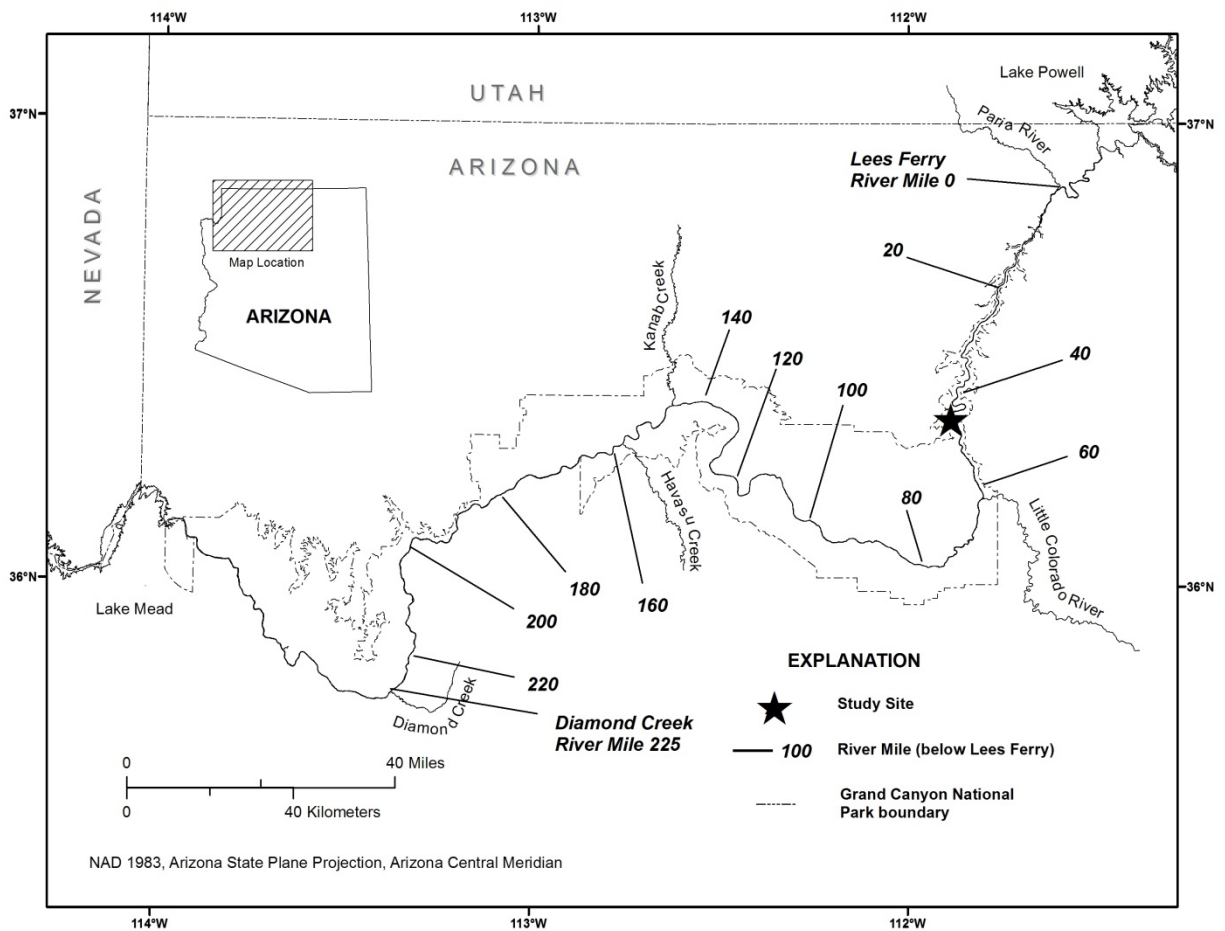 114°W
113°W
112°W
Lake Powell
UTAH
37°N
37°N
Paria River
ARIZONA
Lees Ferry
River Mile 0
NEVADA
20
Map Location
Kanab Creek
ARIZONA
140
40
120
100
60
80
Havasu Creek
Little Colorado River
36°N
36°N
180
160
Lake Mead
200
EXPLANATION
220
Study Site
Diamond Creek
Diamond Creek
River Mile 225
100
River Mile (below Lees Ferry)
0
40 Miles
0
40 Kilometers
Grand Canyon National
Park boundary
NAD 1983, Arizona State Plane Projection, Arizona Central Meridian
114°W
113°W
112°W